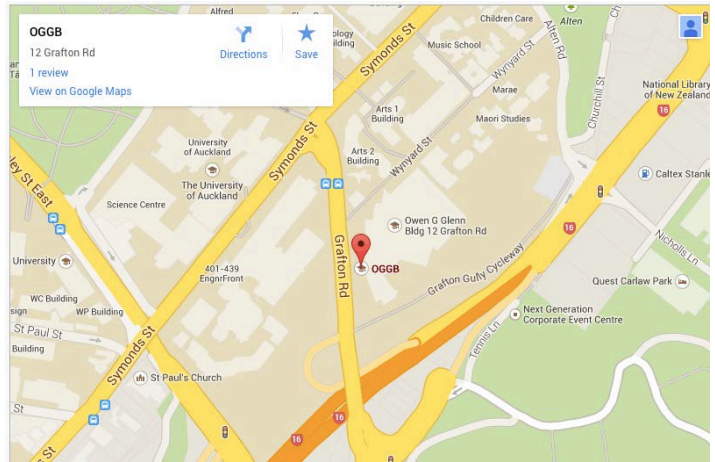 OGGB
12 Grafton Rd
1 review
View on Google Maps
Directions
Save
Alfred
ology
ilding
Symonds St
Music School
Children Care
Alten
Alten Rd
Wynyard St
Churchill St
National Library
of New Zealand
16
Marae
Maori Studies
Arts 1
Building
Arts 2
Building
Wynyard St
University
of Auckland
The University
of Auckland
Symonds St
Science Centre
ley St East
Caltex Stanle
Owen G Glenn
Bldg 12 Grafton Rd
16
Nicholls Ln
University
401-439
EngnrFront
Grafton Rd
OGGB
Grafton Gully Cycleway
Quest Carlaw Park
WC Building
WP Building
sign
St Paul St
Building
Next Generation
Corporate Event Centre
Tennis Ln
Symonds St
St Paul's Church
St
16
16
St